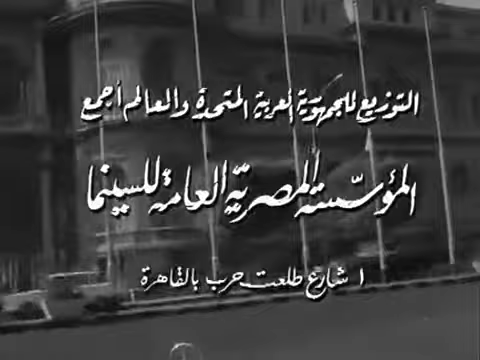 التوزيع للجمهورية العربية المتحدة والعالم أجمع
المؤسسة المصرية العامة للسينما
١ شارع طلعت حرب بالقاهرة